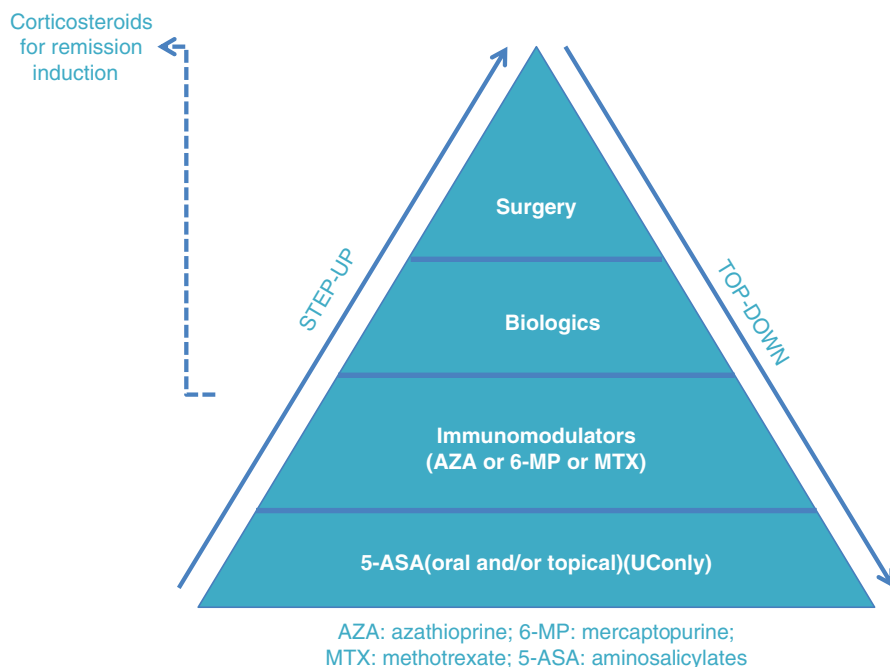 Corticosteroids
for remission
induction
STEP-UP
TOP-DOWN
Surgery
Biologics
Immunomodulators
(AZA or 6-MP or MTX)
5-ASA(oral and/or topical)(UConly)
AZA: azathioprine; 6-MP: mercaptopurine;
MTX: methotrexate; 5-ASA: aminosalicylates